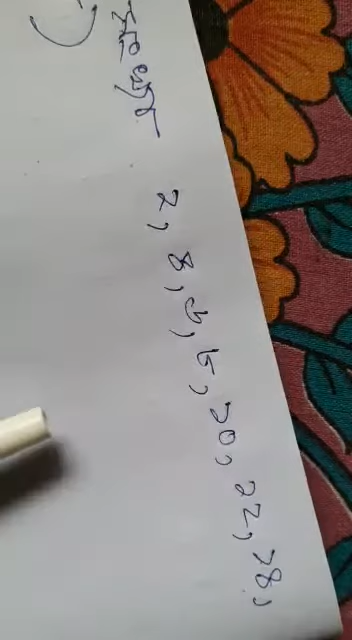 ২, ৪, ৬, ৮, ১০, ১২, ১৪,